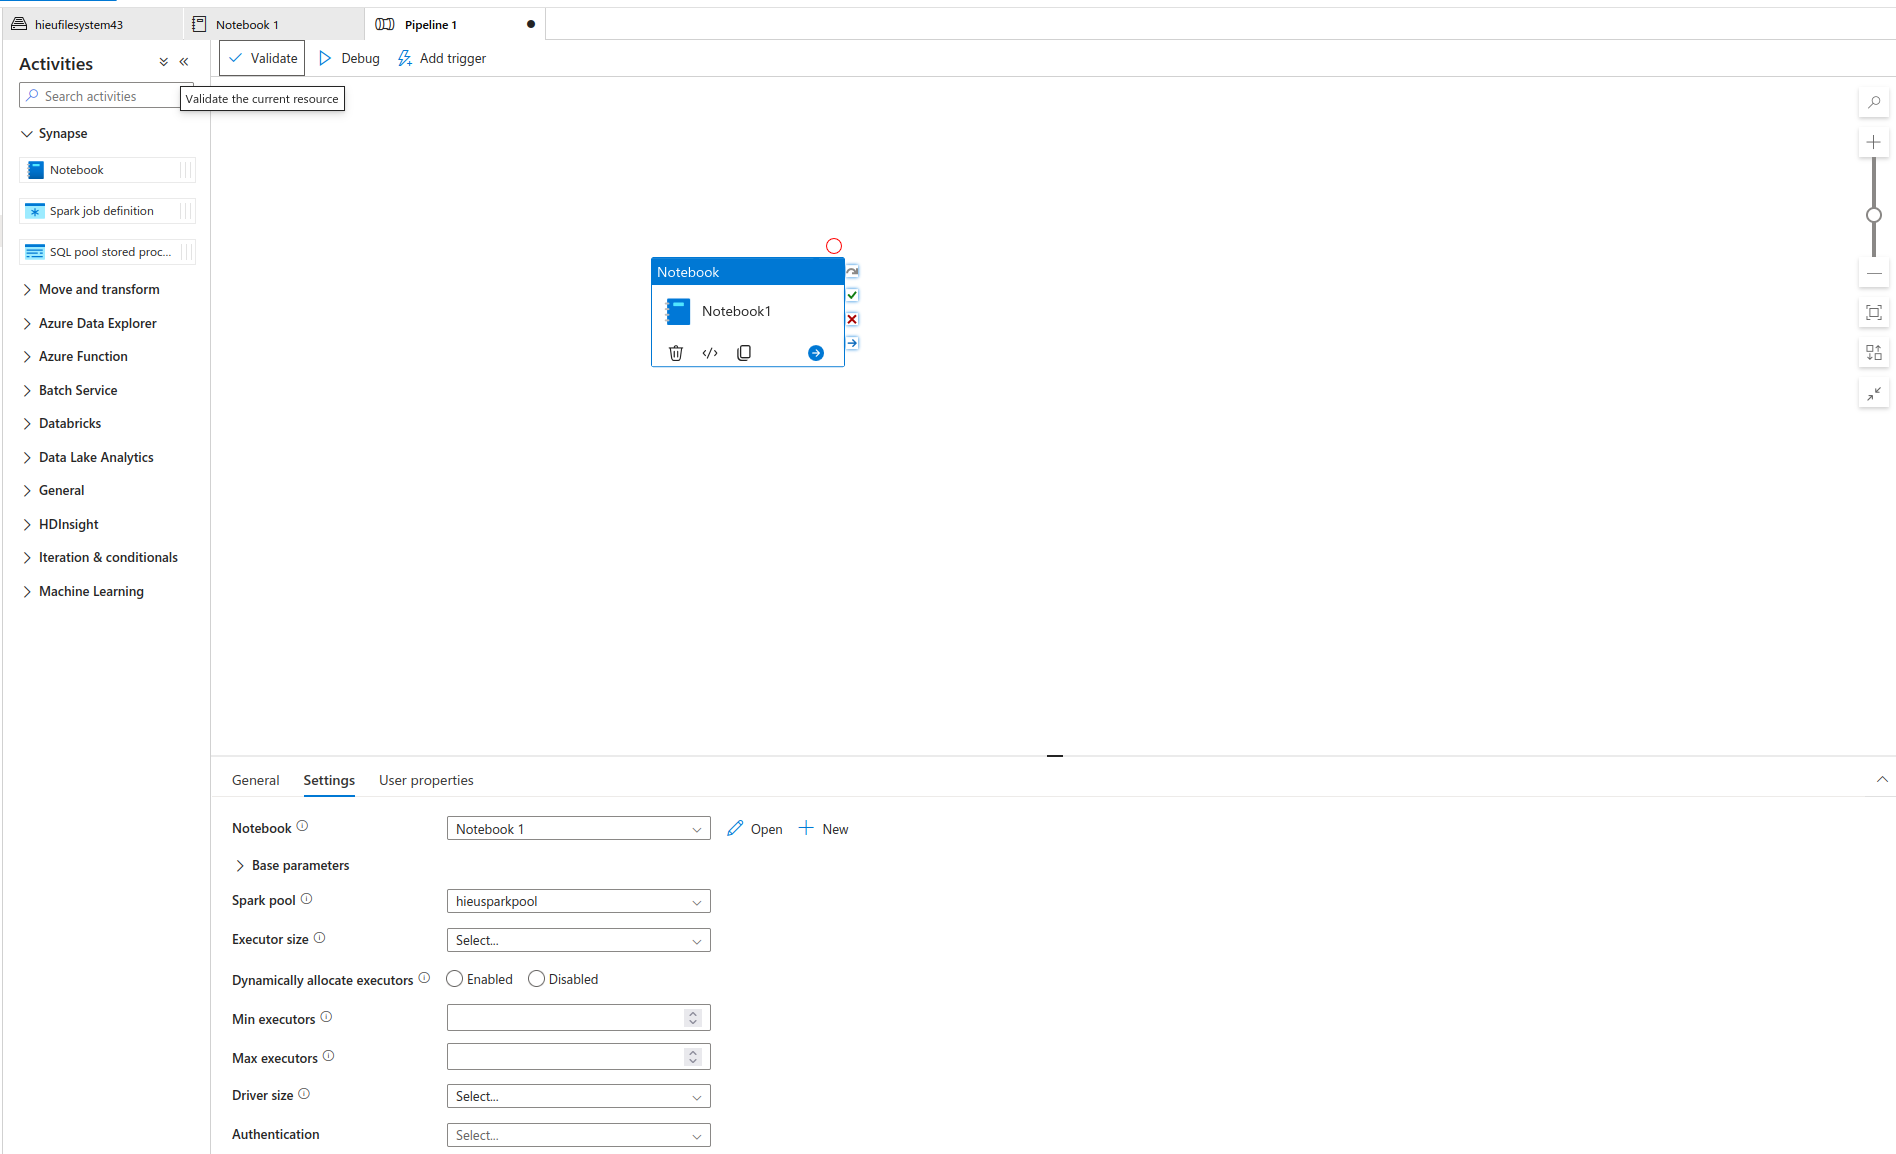 hieufilesystem43
Notebook 1
Pipeline 1
Activities
Validate
Debug
Add trigger
Search activities
Validate the current resource
Synapse
Notebook
Spark job definition
SQL pool stored proc...
Move and transform
Azure Data Explorer
Azure Function
Batch Service
Databricks
Data Lake Analytics
General
HDInsight
Iteration & conditionals
Machine Learning
Notebook
Notebook1
General
Settings
User properties
Notebook
Notebook 1
Open
New
Base parameters
Spark pool
hieusparkpool
Executor size
Select...
Dynamically allocate executors
Enabled
Disabled
Min executors
Max executors
Driver size
Select...
Authentication
Select...